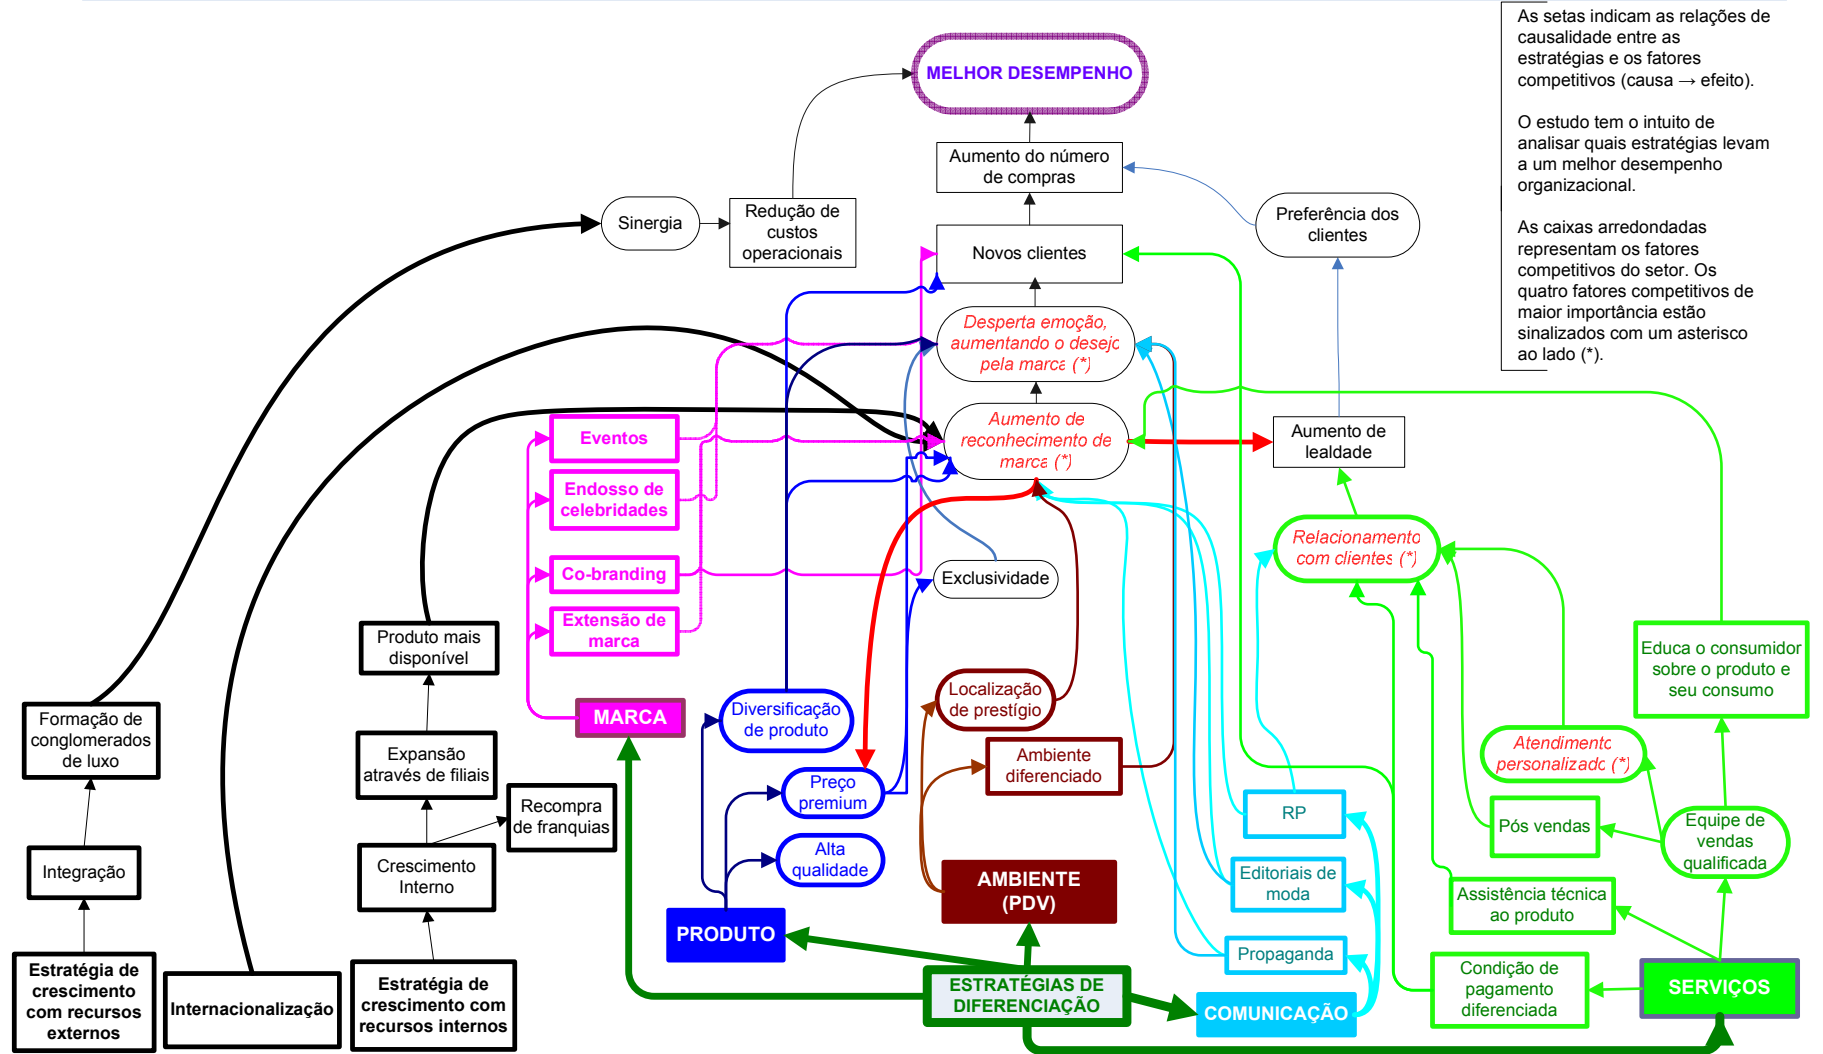 As setas indicam as relações de
causalidade entre as
estratégias e os fatores
competitivos (causa → efeito).
O estudo tem o intuito de
analisar quais estratégias levam
a um melhor desempenho
organizacional.
As caixas arredondadas
representam os fatores
competitivos do setor. Os
quatro fatores competitivos de
maior importância estão
sinalizados com um asterisco
ao lado (*).
MELHOR DESEMPENHO
Aumento do número
de compras
Sinergia
Redução de
custos
operacionais
Preferência dos
clientes
Novos clientes
Desperta emoção,
aumentando o desejo
pela marca (*)
Aumento de
reconhecimento de
marca (*)
Aumento de
lealdade
Eventos
Endosso de
celebridades
Co-branding
Extensão de
marca
Exclusividade
Relacionamento
com clientes (*)
Produto mais
disponível
Educa o consumidor
sobre o produto e
seu consumo
Formação de
conglomerados
de luxo
MARCA
Diversificação
de produto
Localização
de prestígio
Expansão
através de filiais
Preço
premium
Ambiente
diferenciado
Atendimento
personalizado (*)
Recompra
de franquias
RP
Pós vendas
Equipe de
vendas
qualificada
Integração
Crescimento
Interno
Alta
qualidade
AMBIENTE
(PDV)
Editoriais de
moda
Assistência técnica
ao produto
PRODUTO
Propaganda
Estratégia de
crescimento
com recursos
externos
Internacionalização
Estratégia de
crescimento com
recursos internos
ESTRATÉGIAS DE
DIFERENCIAÇÃO
COMUNICAÇÃO
Condição de
pagamento
diferenciada
SERVIÇOS